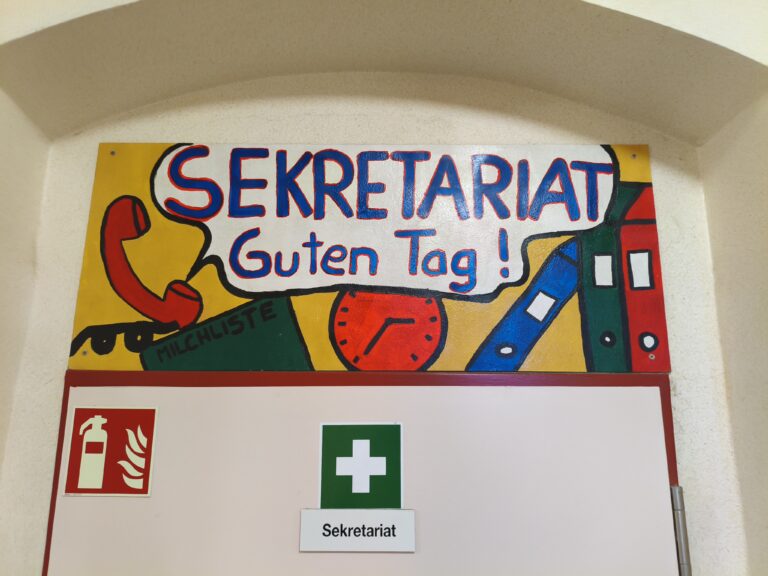 SEKRETARIAT
Guten Tag !
MILCHLISTE
Sekretariat